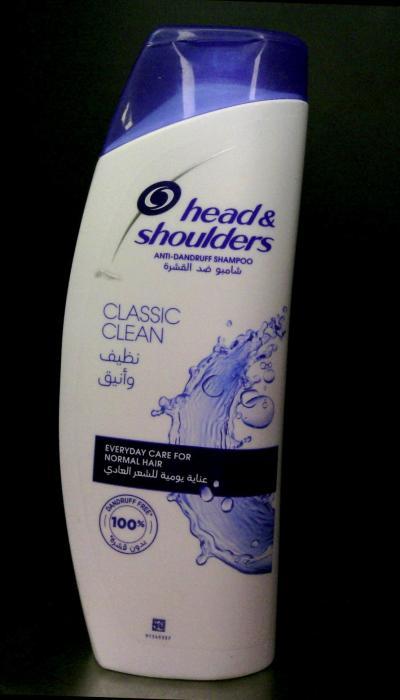 head &
shoulders
ANTI-DANDRUFF SHAMPOO
شامبو ضد القشرة
CLASSIC
CLEAN
نظيف
وأنيق
EVERYDAY CARE FOR
NORMAL HAIR
عناية يومية للشعر العادي
DANDRUFF FREE*
100%
بدون قشرة*